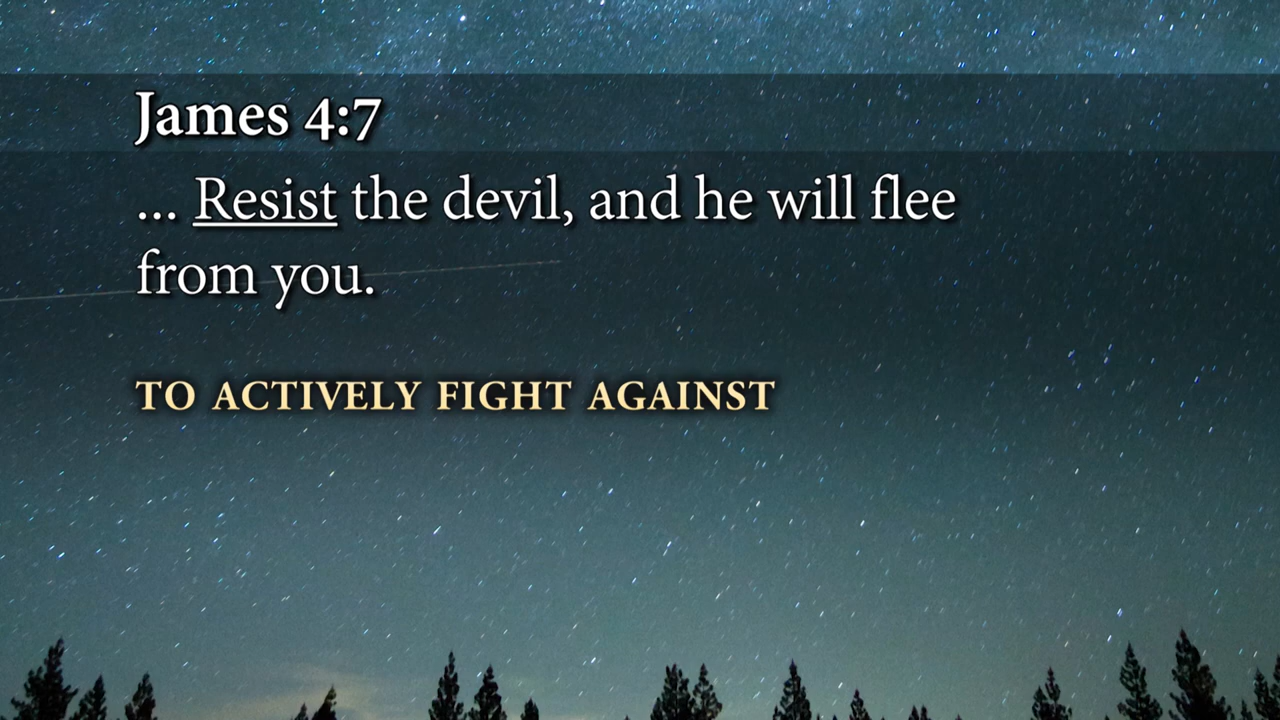 James 4:7
... Resist the devil, and he will flee
from you.
TO ACTIVELY FIGHT AGAINST